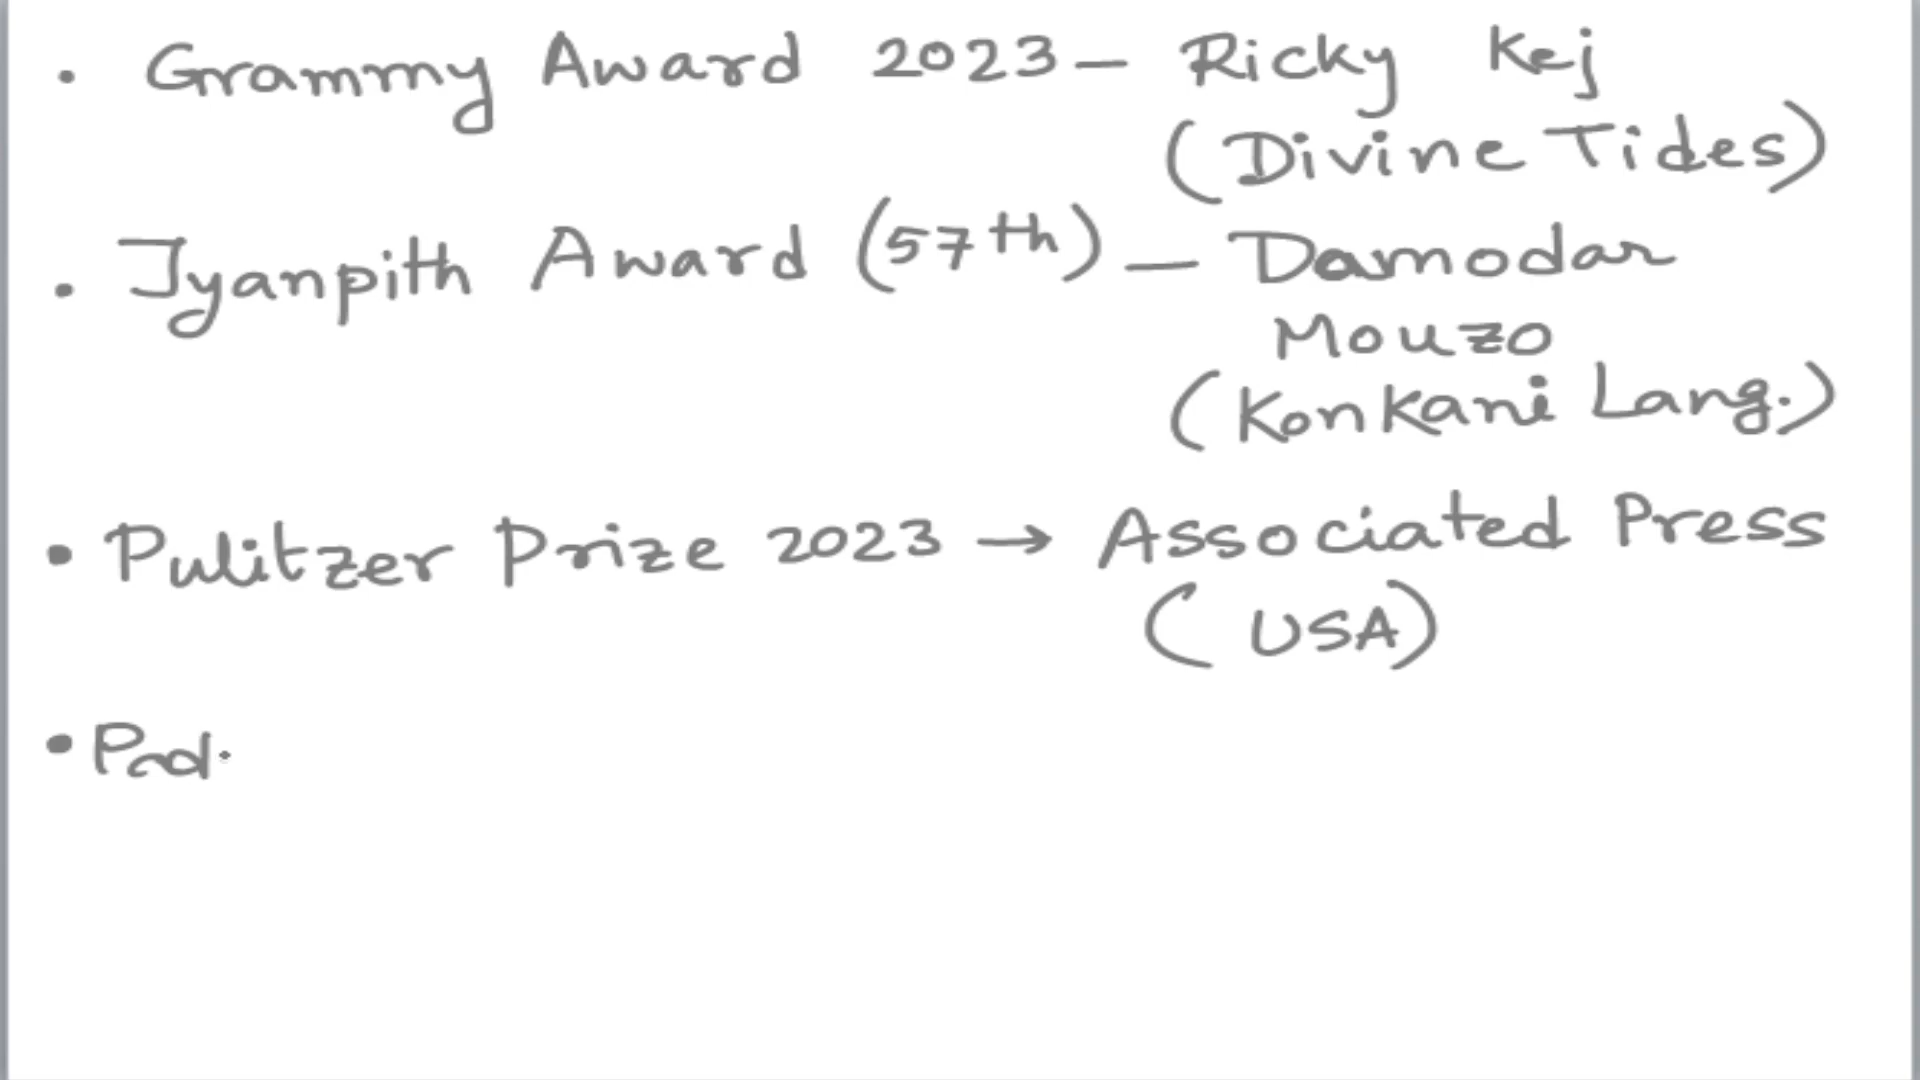 • Grammy Award 2023 – Ricky Kej
(Divine Tides)
• Jyanpith Award (57th) – Damodar
Mouzo
(Konkani Lang.)
• Pulitzer Prize 2023 → Associated Press
(USA)
• Pad